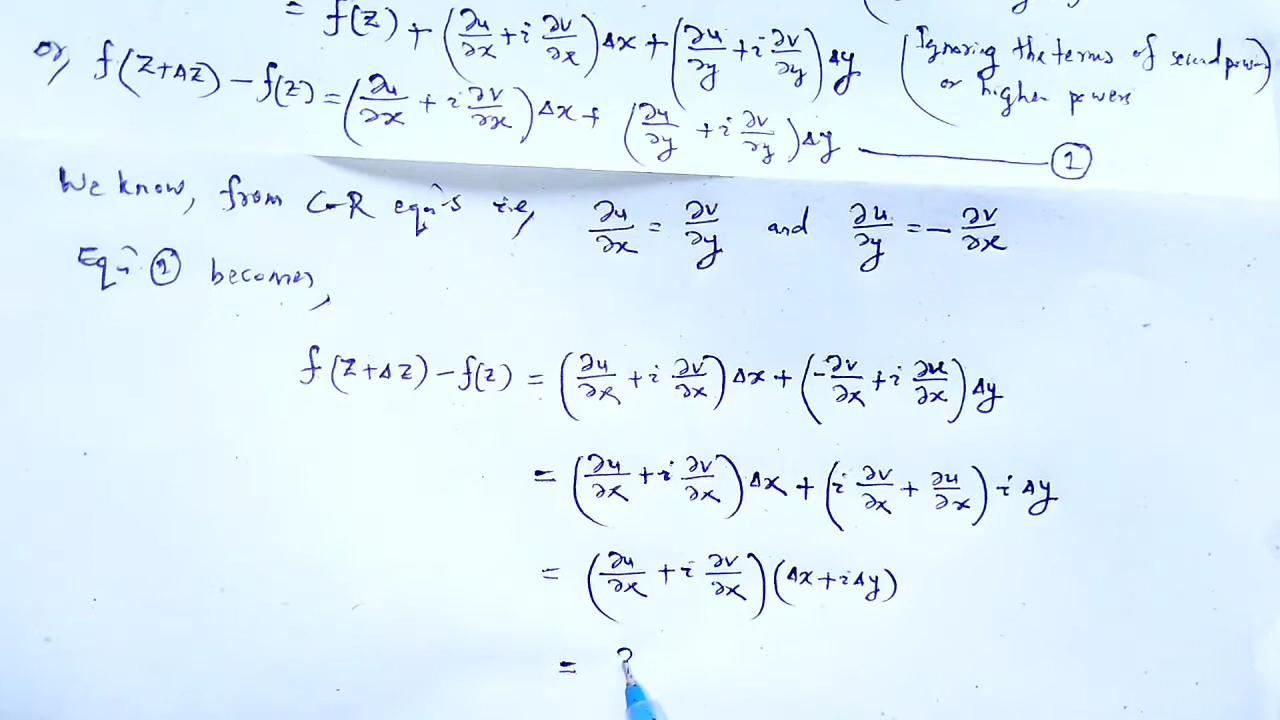 = f(z) + (∂u/∂x + i ∂v/∂x) Δx + (∂u/∂y + i ∂v/∂y) Δy (Ignoring the terms of second power or higher powers
or, f(z+Δz) - f(z) = (∂u/∂x + i ∂v/∂x) Δx + (∂u/∂y + i ∂v/∂y) Δy — ①
We know, from C-R eqn's i.e, ∂u/∂x = ∂v/∂y and ∂u/∂y = - ∂v/∂x
Eqn ① becomes,
f(z+Δz) - f(z) = (∂u/∂x + i ∂v/∂x) Δx + (-∂v/∂x + i ∂u/∂x) Δy
= (∂u/∂x + i ∂v/∂x) Δx + (i ∂v/∂x + ∂u/∂x) i Δy
= (∂u/∂x + i ∂v/∂x) (Δx + iΔy)
=